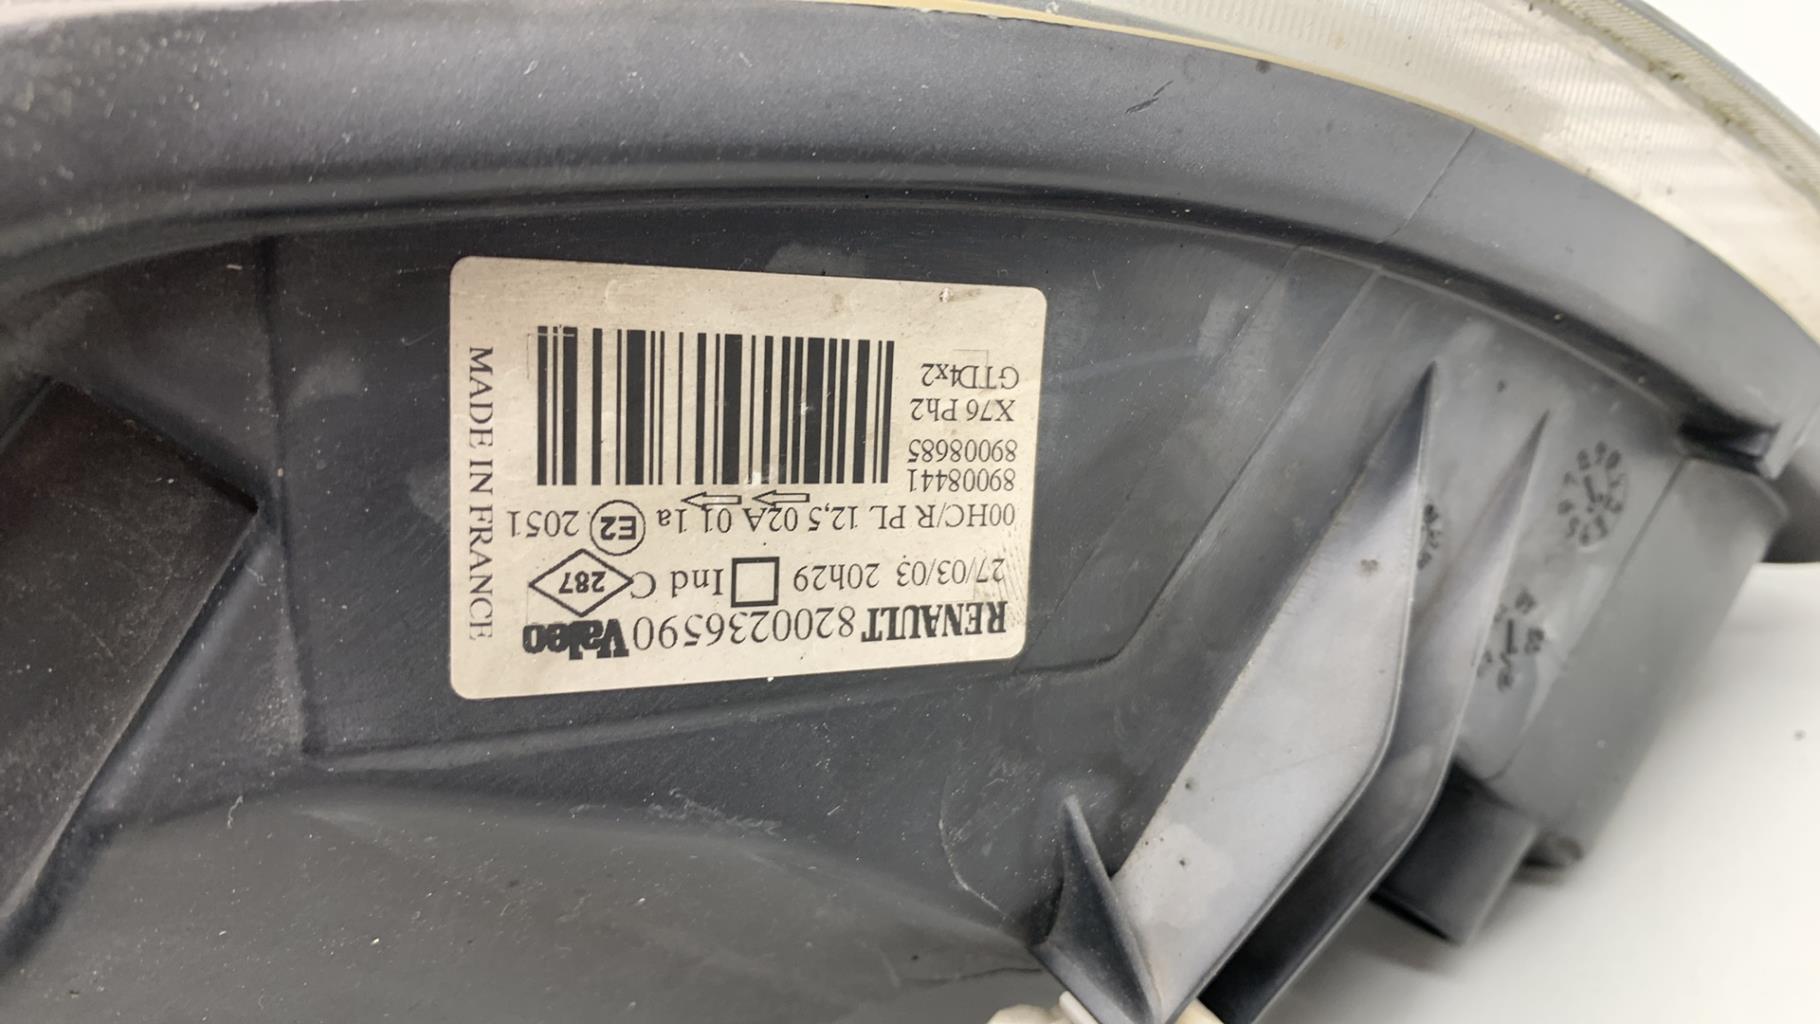 RENAULT 8200236590 Valeo
27/03/03 20h29 Ind C 287
00HC/R PL 12,5 02A 01 1a E2 2051
89008441
89008685
X76 Ph2
GTD4x2
MADE IN FRANCE